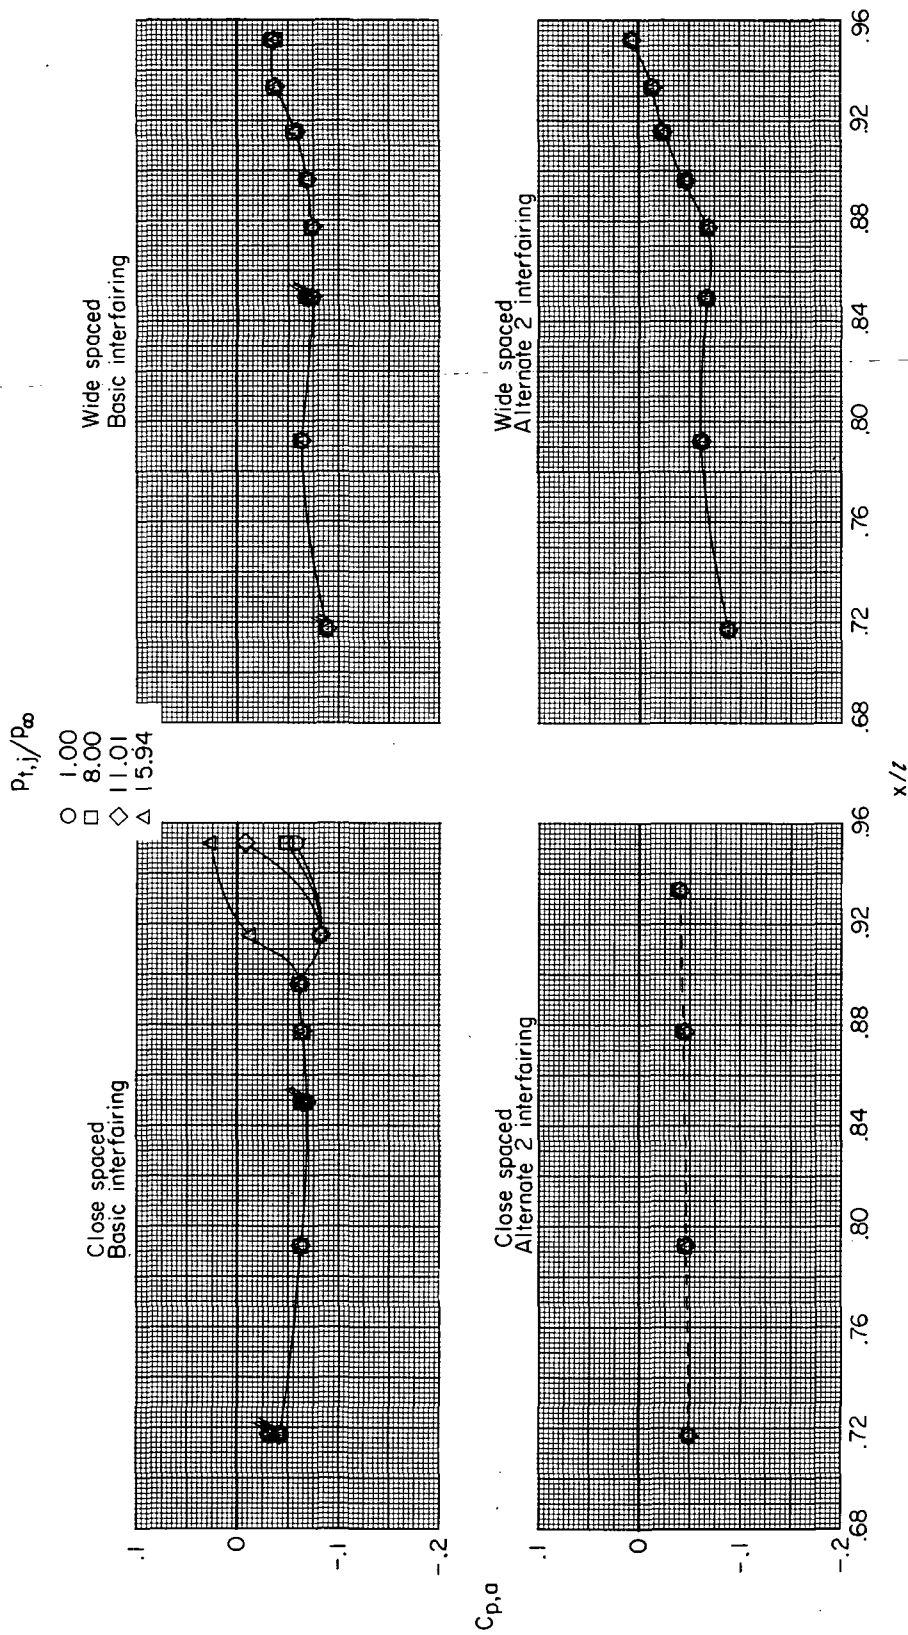 p_t,j/p_∞
○ 1.00
□ 8.00
◇ 11.01
△ 15.94
Close spaced
Basic interfairing
Wide spaced
Basic interfairing
.1
0
-.1
-.2
C_p,a
Close spaced
Alternate 2 interfairing
Wide spaced
Alternate 2 interfairing
.1
0
-.1
-.2
.68 .72 .76 .80 .84 .88 .92 .96
.68 .72 .76 .80 .84 .88 .92 .96
x/l